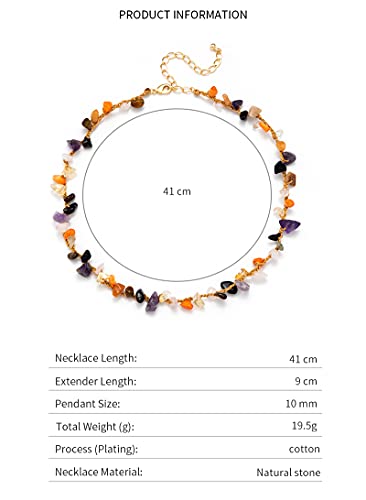 PRODUCT INFORMATION
41 cm
Necklace Length: 41 cm
Extender Length: 9 cm
Pendant Size: 10 mm
Total Weight (g): 19.5g
Process (Plating): cotton
Necklace Material: Natural stone